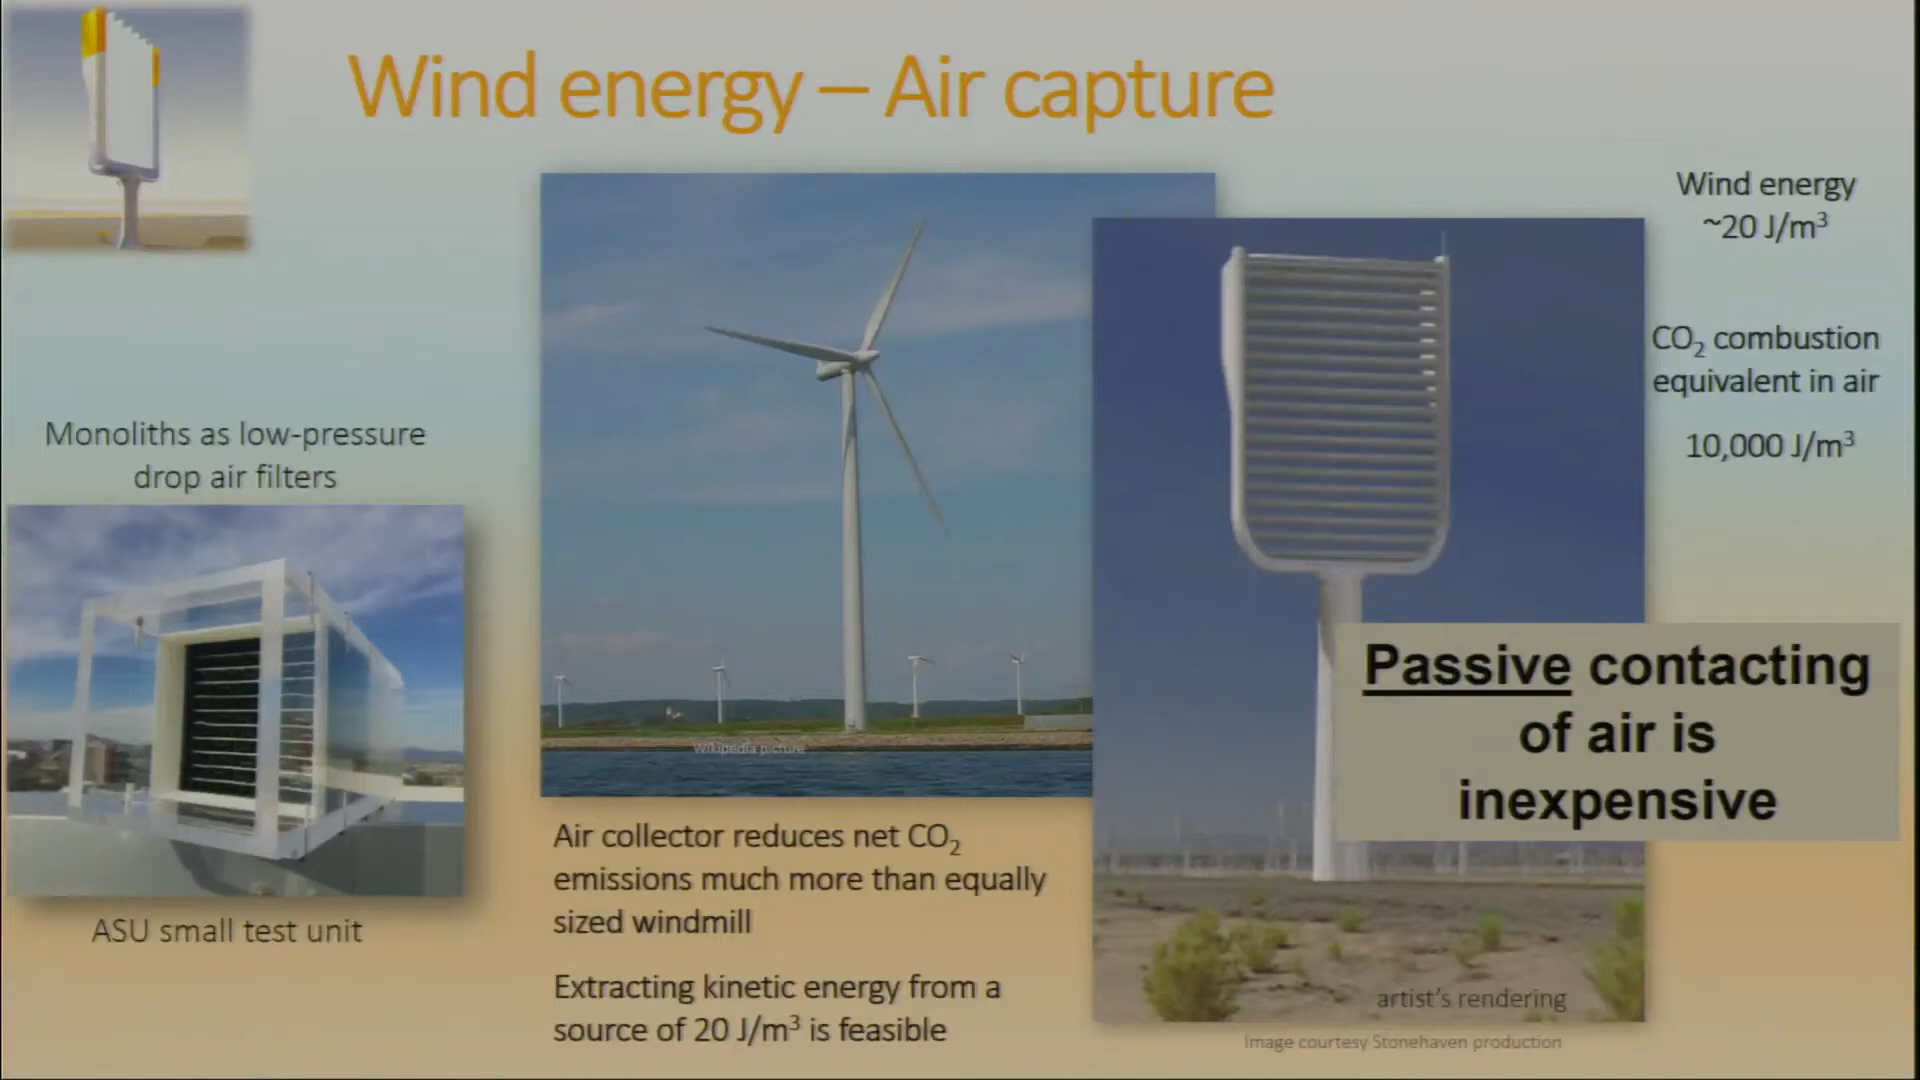 Wind energy – Air capture
Wind energy
~20 J/m³
CO₂ combustion
equivalent in air
10,000 J/m³
Monoliths as low-pressure
drop air filters
Passive contacting
of air is
inexpensive
Wikipedia picture
Air collector reduces net CO₂
emissions much more than equally
sized windmill
ASU small test unit
Extracting kinetic energy from a
source of 20 J/m³ is feasible
artist's rendering
Image courtesy Stonehaven production